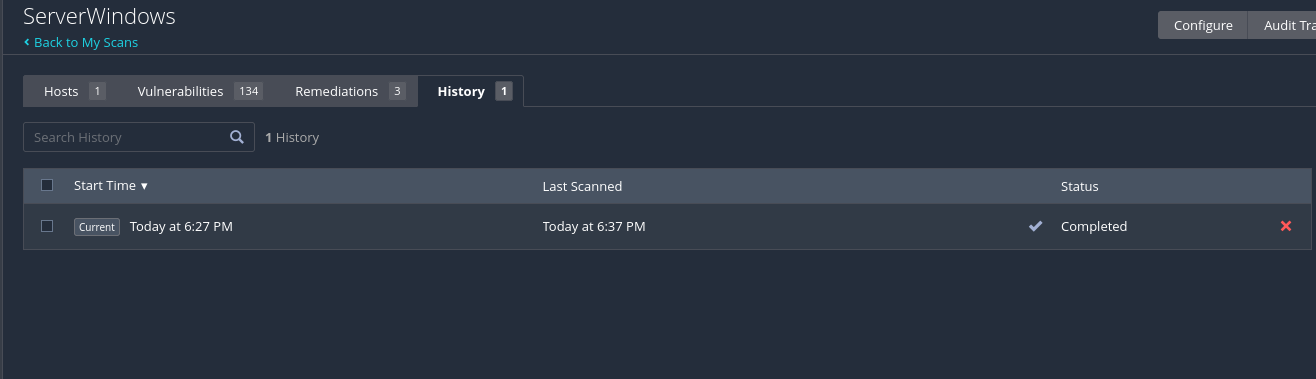 ServerWindows
Back to My Scans
Configure Audit Tra
Hosts 1 Vulnerabilities 134 Remediations 3 History 1
Search History 1 History
Start Time Last Scanned Status
Current Today at 6:27 PM Today at 6:37 PM Completed